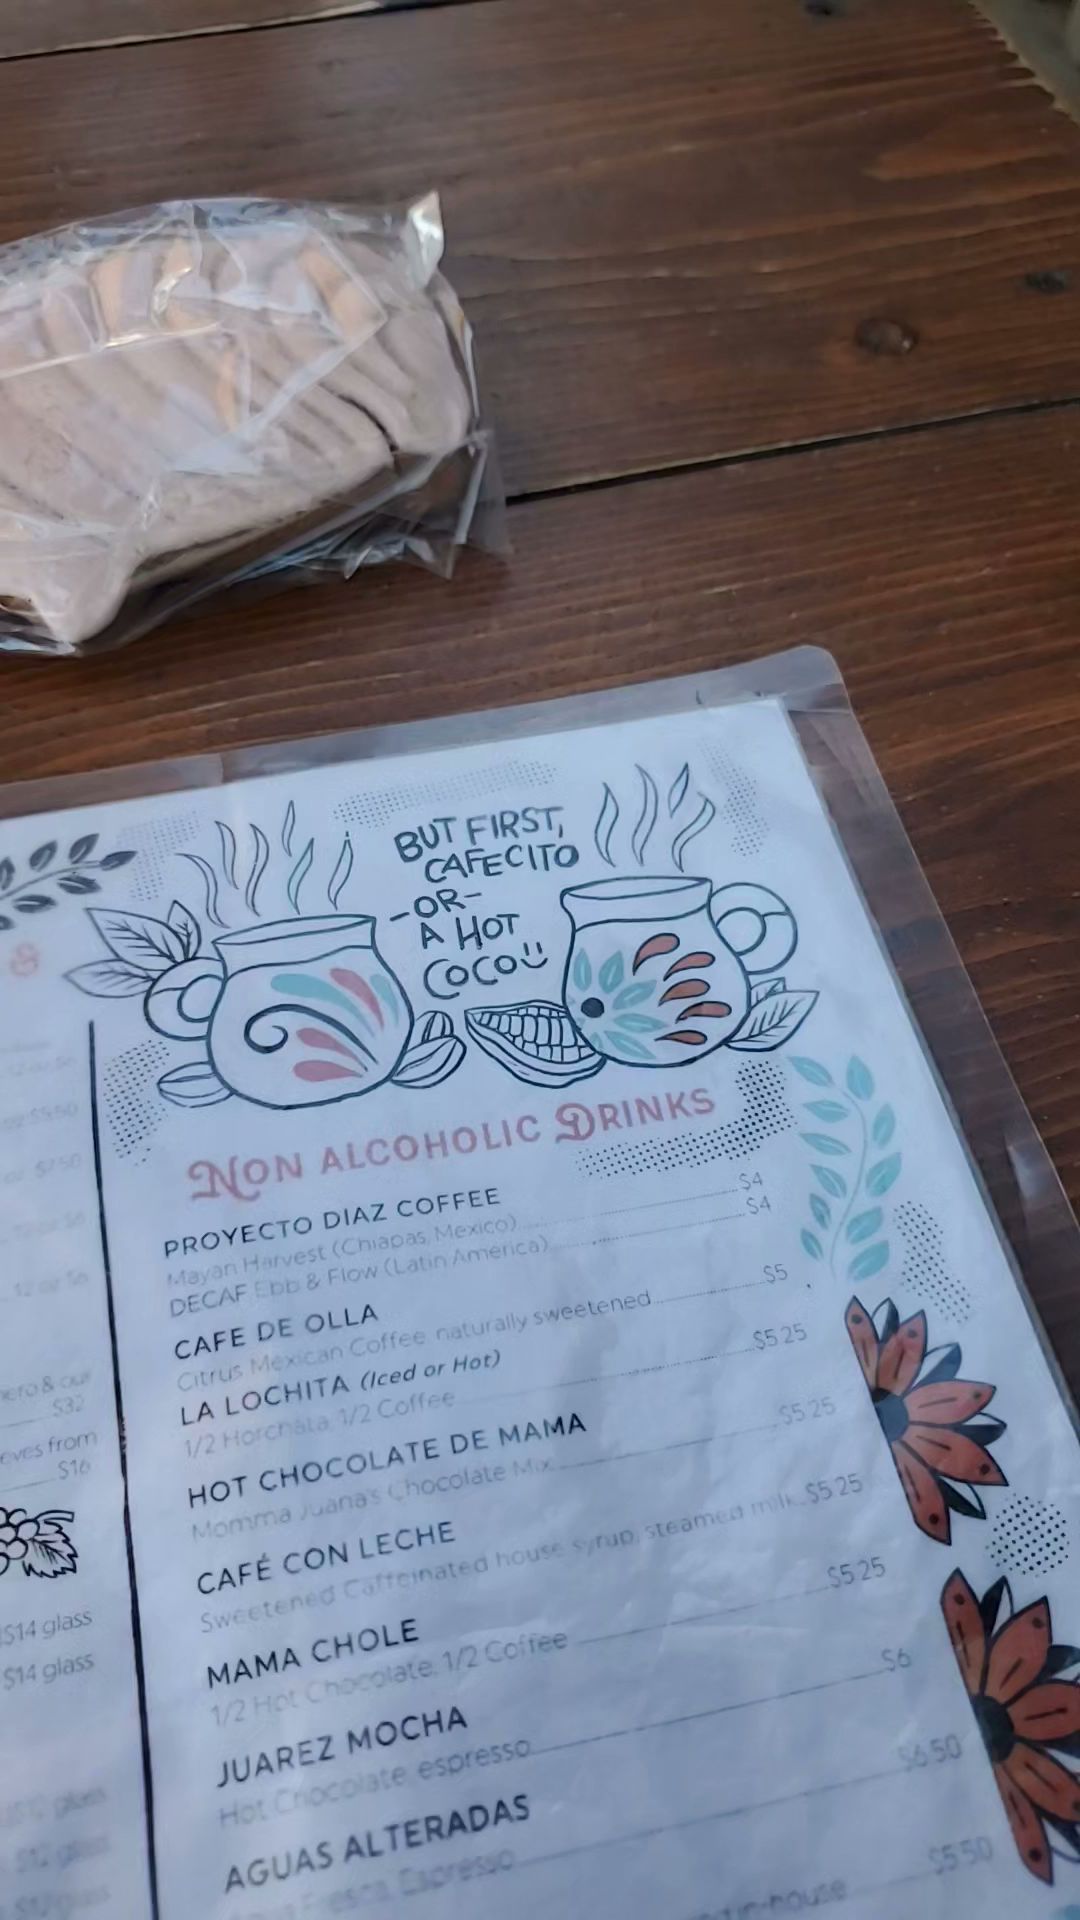 BUT FIRST,
CAFECITO
-OR-
A HOT
COCO
NON ALCOHOLIC DRINKS
PROYECTO DIAZ COFFEE
Mayan Harvest (Chiapas, Mexico) $4
DECAF Ebb & Flow (Latin America) $4
CAFE DE OLLA
Citrus Mexican Coffee naturally sweetened $5
LA LOCHITA (Iced or Hot)
1/2 Horchata, 1/2 Coffee $5.25
HOT CHOCOLATE DE MAMA
Momma Juana's Chocolate Mix $5.25
CAFÉ CON LECHE
Sweetened Caffeinated house syrup, steamed milk $5.25
MAMA CHOLE
1/2 Hot Chocolate, 1/2 Coffee $5.25
JUAREZ MOCHA
Hot Chocolate, espresso $6
AGUAS ALTERADAS
Fresca, Espresso $6.50
$5.50
&
$32
eves from
$16
$14 glass
$14 glass